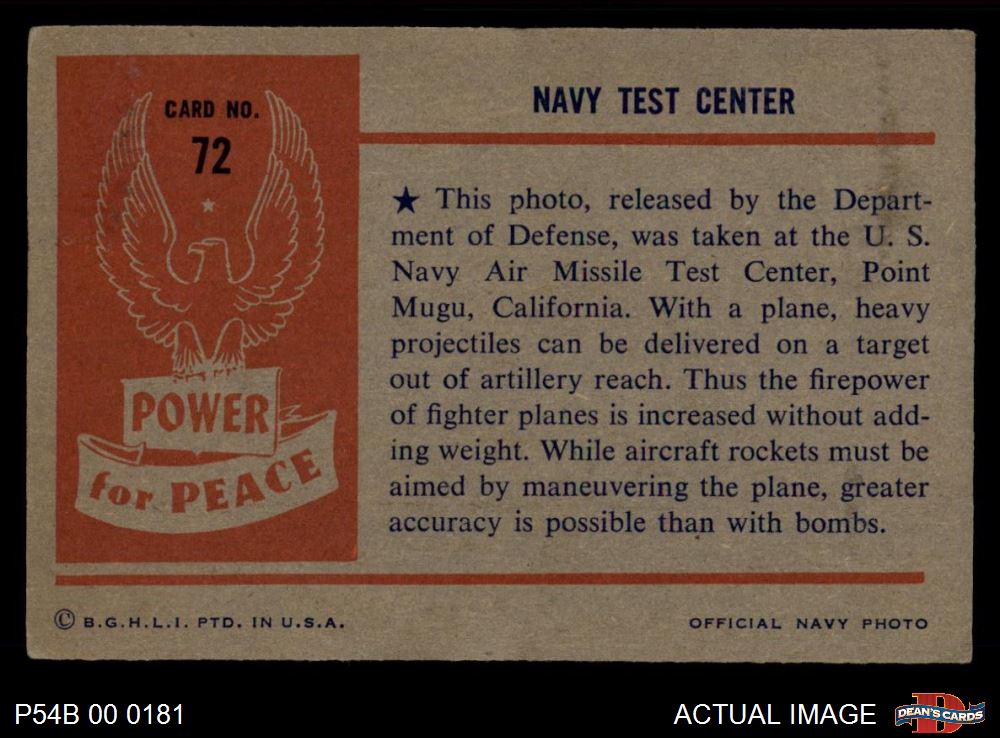 CARD NO.
72
POWER
for PEACE
NAVY TEST CENTER
★ This photo, released by the Depart-
ment of Defense, was taken at the U. S.
Navy Air Missile Test Center, Point
Mugu, California. With a plane, heavy
projectiles can be delivered on a target
out of artillery reach. Thus the firepower
of fighter planes is increased without add-
ing weight. While aircraft rockets must be
aimed by maneuvering the plane, greater
accuracy is possible than with bombs.
© B.G.H.L.I. PTD. IN U.S.A.
OFFICIAL NAVY PHOTO
P54B 00 0181
ACTUAL IMAGE
D
DEAN'S CARDS